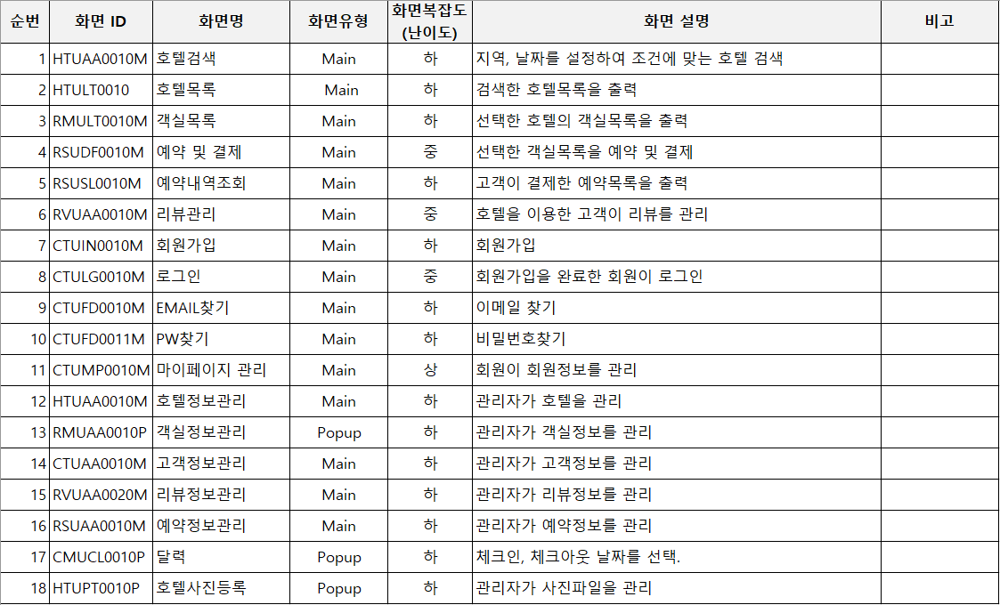 순번 화면 ID 화면명 화면유형 화면복잡도 (난이도) 화면 설명 비고
1 HTUAA0010M 호텔검색 Main 하 지역, 날짜를 설정하여 조건에 맞는 호텔 검색
2 HTULT0010 호텔목록 Main 하 검색한 호텔목록을 출력
3 RMULT0010M 객실목록 Main 하 선택한 호텔의 객실목록을 출력
4 RSUDF0010M 예약 및 결제 Main 중 선택한 객실목록을 예약 및 결제
5 RSUSL0010M 예약내역조회 Main 하 고객이 결제한 예약목록을 출력
6 RVUAA0010M 리뷰관리 Main 중 호텔을 이용한 고객이 리뷰를 관리
7 CTUIN0010M 회원가입 Main 하 회원가입
8 CTULG0010M 로그인 Main 중 회원가입을 완료한 회원이 로그인
9 CTUFD0010M EMAIL찾기 Main 하 이메일 찾기
10 CTUFD0011M PW찾기 Main 하 비밀번호찾기
11 CTUMP0010M 마이페이지 관리 Main 상 회원이 회원정보를 관리
12 HTUAA0010M 호텔정보관리 Main 하 관리자가 호텔을 관리
13 RMUAA0010P 객실정보관리 Popup 하 관리자가 객실정보를 관리
14 CTUAA0010M 고객정보관리 Main 하 관리자가 고객정보를 관리
15 RVUAA0020M 리뷰정보관리 Main 하 관리자가 리뷰정보를 관리
16 RSUAA0010M 예약정보관리 Main 하 관리자가 예약정보를 관리
17 CMUCL0010P 달력 Popup 하 체크인, 체크아웃 날짜를 선택.
18 HTUPT0010P 호텔사진등록 Popup 하 관리자가 사진파일을 관리